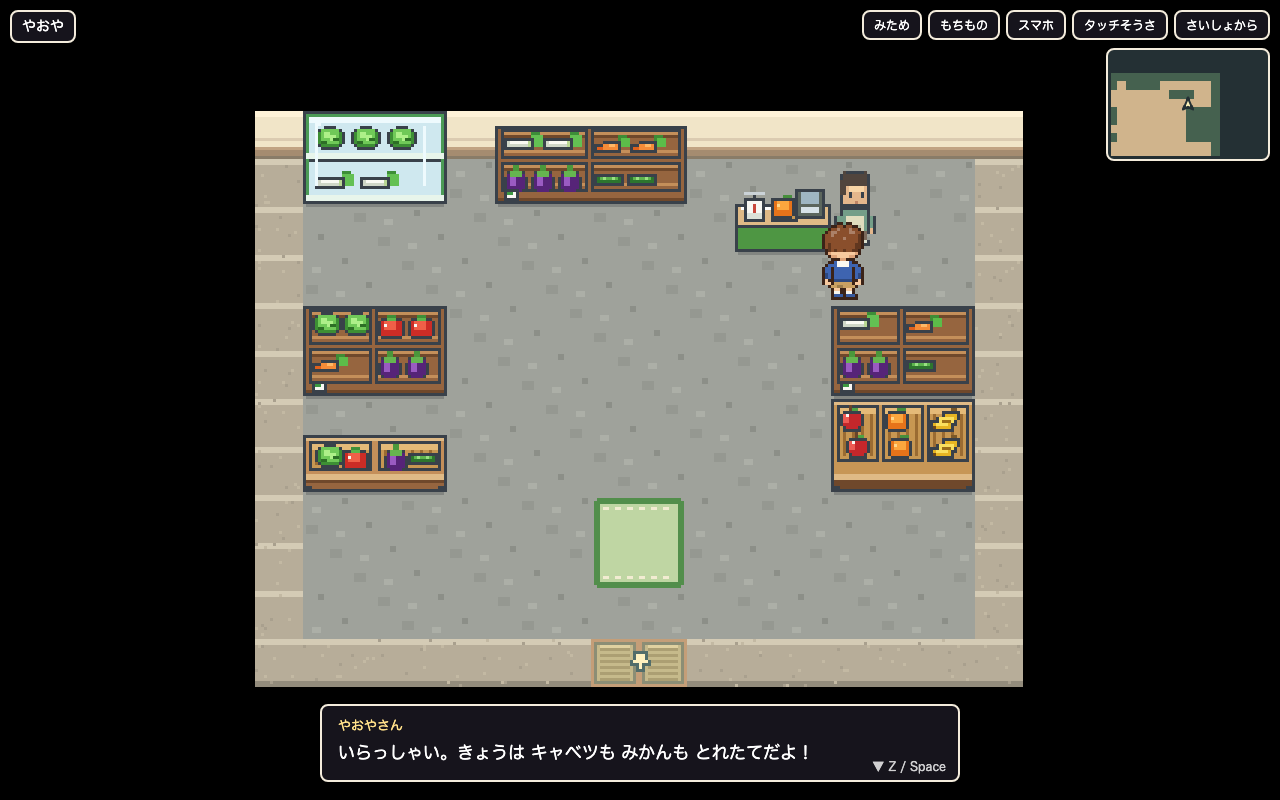 やおや
みため
もちもの
スマホ
タッチそうさ
さいしょから
やおやさん
いらっしゃい。きょうは キャベツも みかんも とれたてだよ！
▼ Z / Space